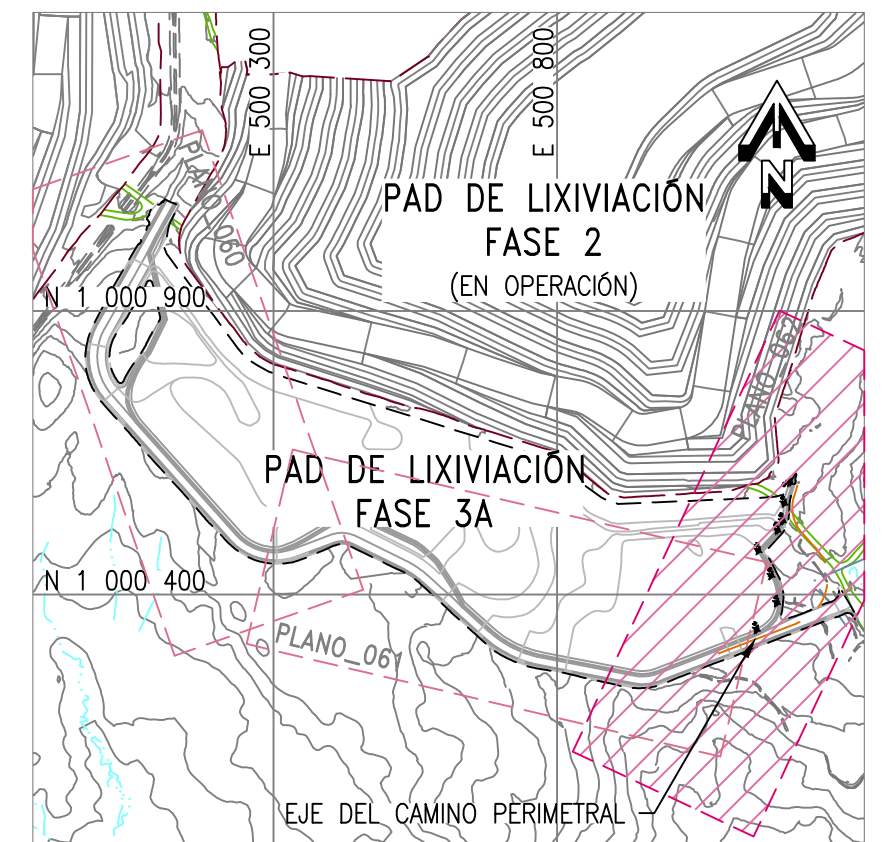 E 500 300
E 500 800
N
PLANO_060
PAD DE LIXIVIACIÓN
FASE 2
(EN OPERACIÓN)
N 1 000 900
PLANO_062
PAD DE LIXIVIACIÓN
FASE 3A
N 1 000 400
PLANO_061
EJE DEL CAMINO PERIMETRAL